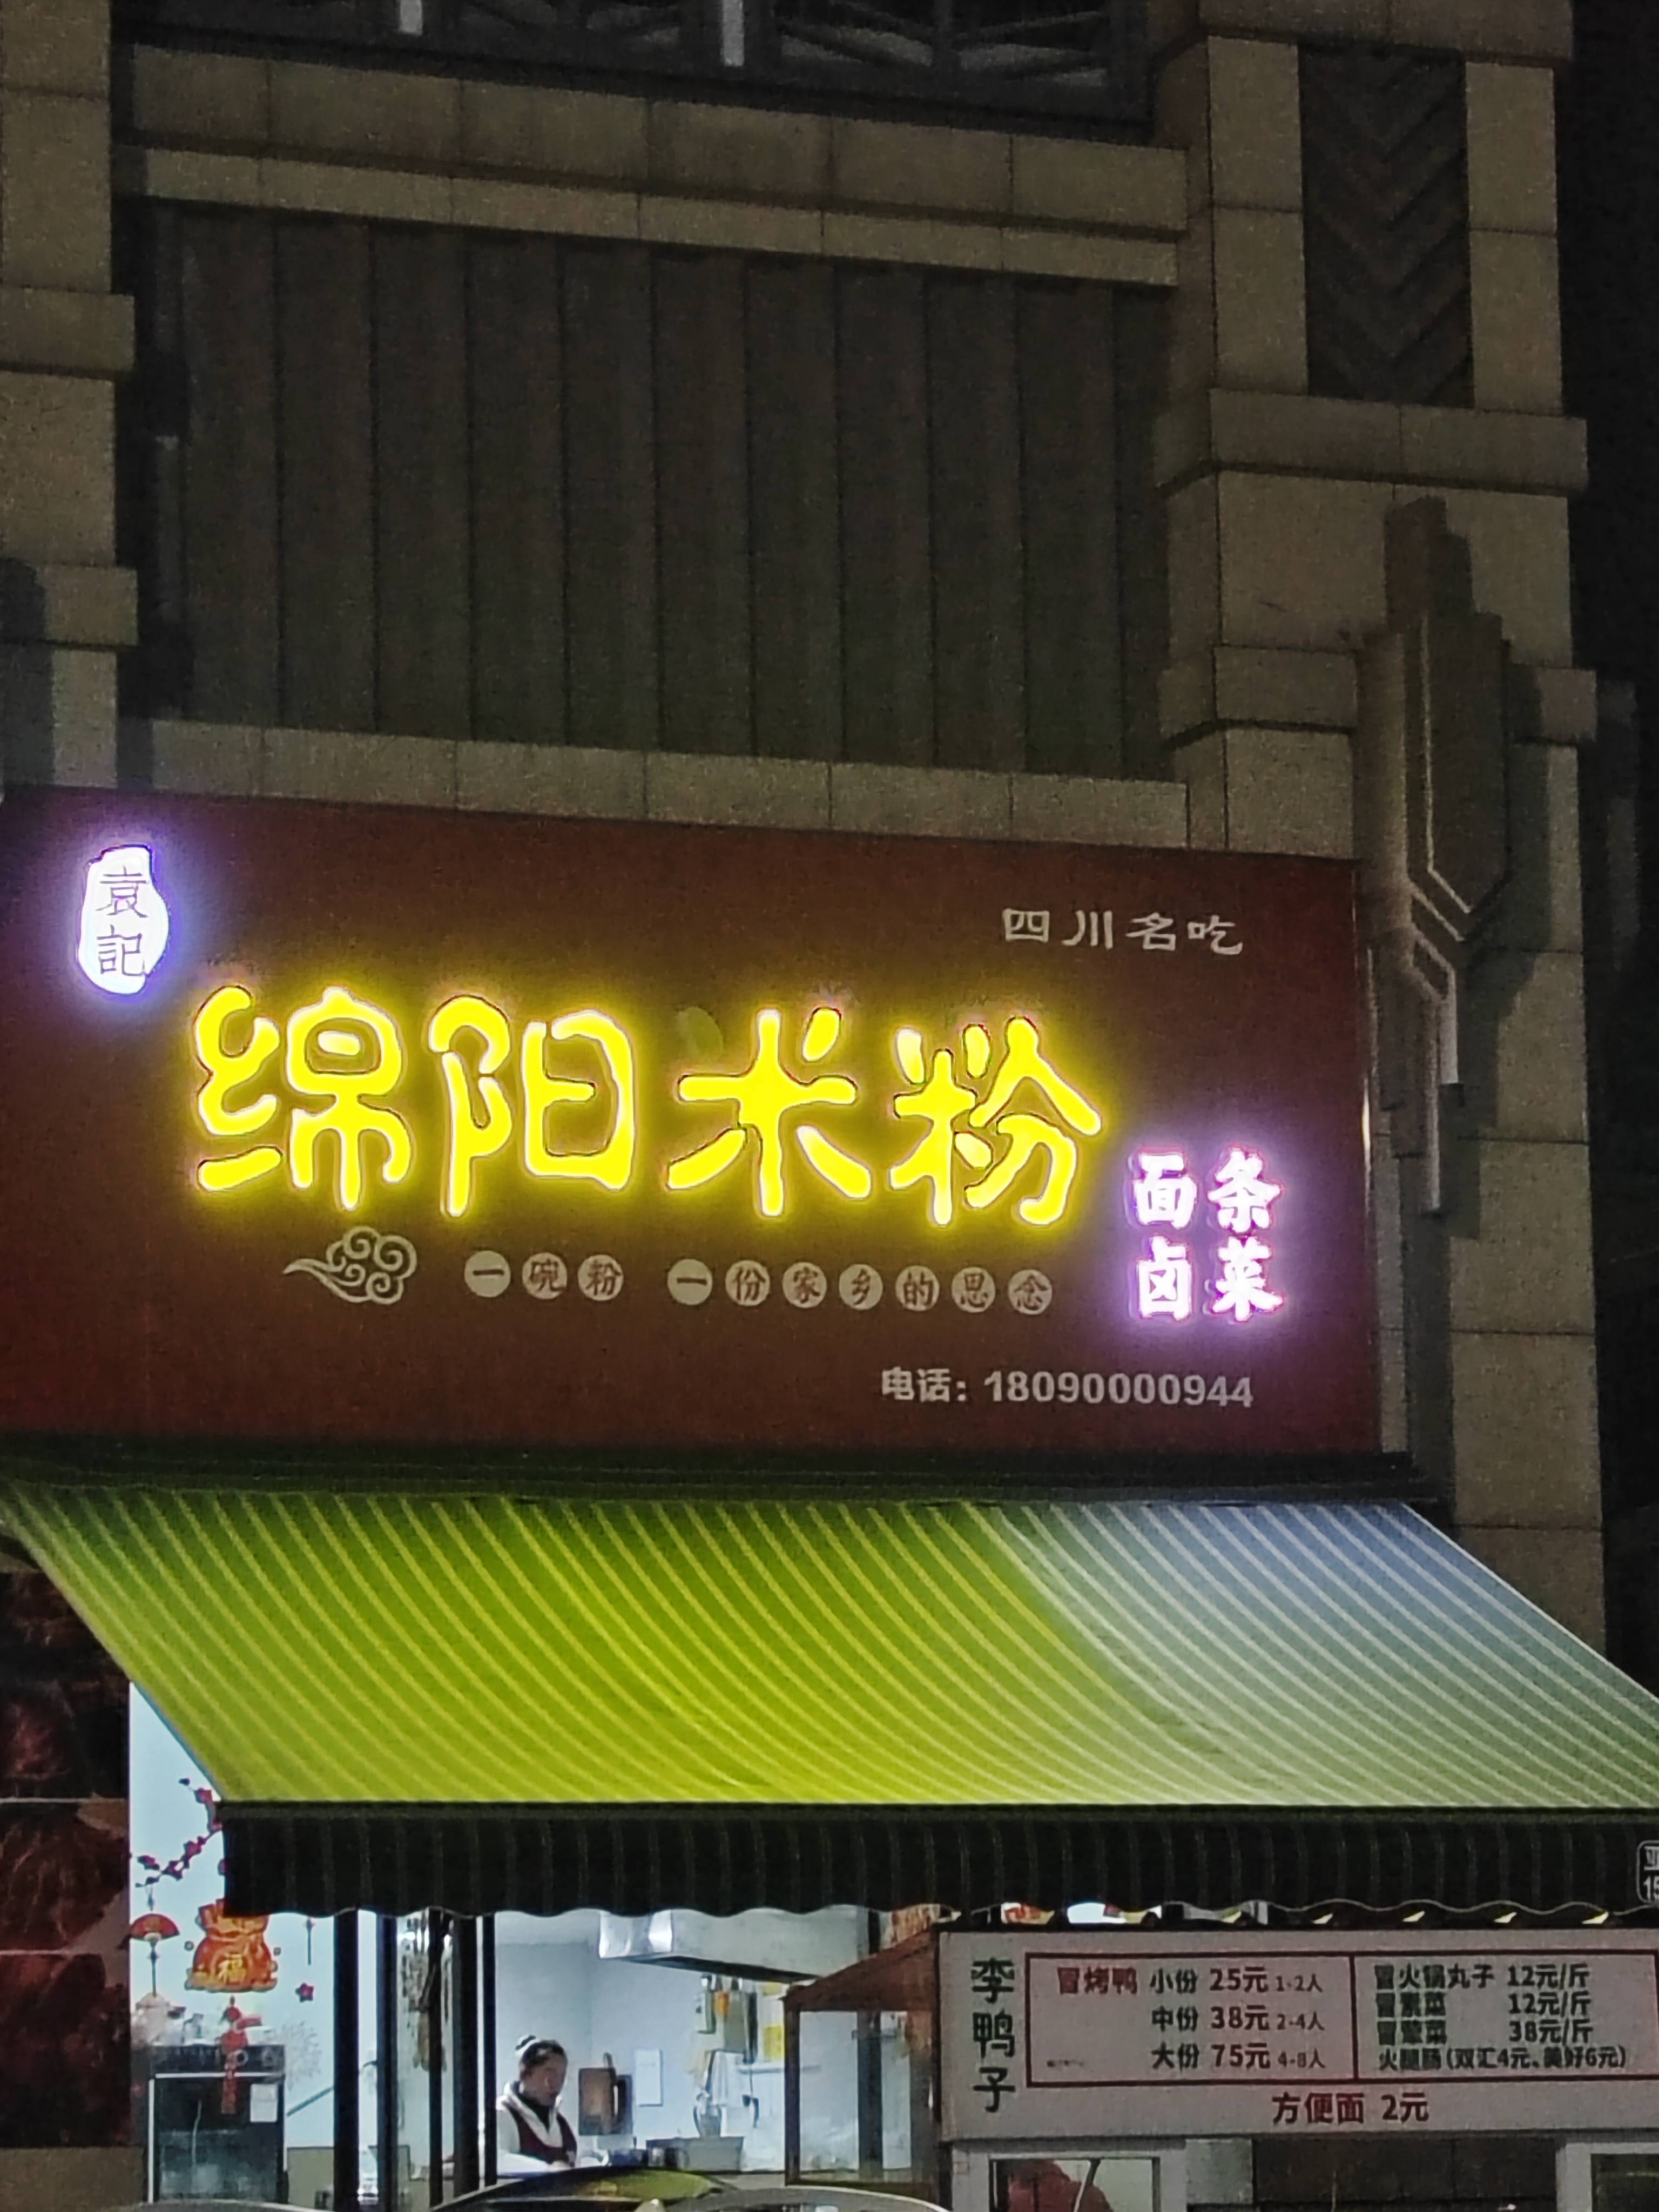 袁記
四川名吃
绵阳米粉
面条
卤菜
一碗粉 一份家乡的思念
电话：18090000944
福
李鸭子
冒烤鸭 小份 25元 1-2人
中份 38元 2-4人
大份 75元 4-8人
冒火锅丸子 12元/斤
冒素菜 12元/斤
冒荤菜 38元/斤
火腿肠(双汇4元、美好6元)
方便面 2元